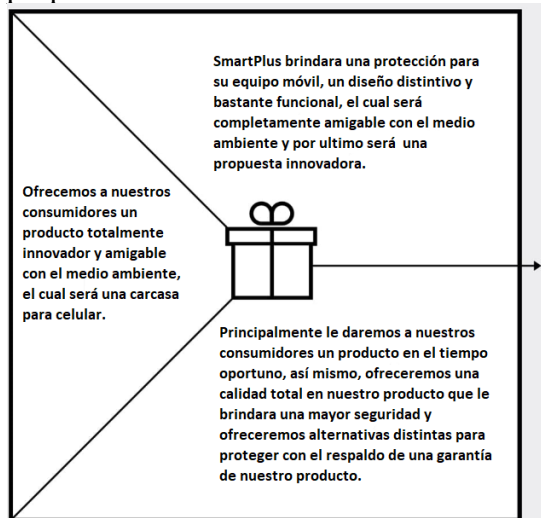 SmartPlus brindara una protección para
su equipo móvil, un diseño distintivo y
bastante funcional, el cual será
completamente amigable con el medio
ambiente y por ultimo será una
propuesta innovadora.
Ofrecemos a nuestros
consumidores un
producto totalmente
innovador y amigable
con el medio ambiente,
el cual será una carcasa
para celular.
Principalmente le daremos a nuestros
consumidores un producto en el tiempo
oportuno, así mismo, ofreceremos una
calidad total en nuestro producto que le
brindara una mayor seguridad y
ofreceremos alternativas distintas para
proteger con el respaldo de una garantía
de nuestro producto.